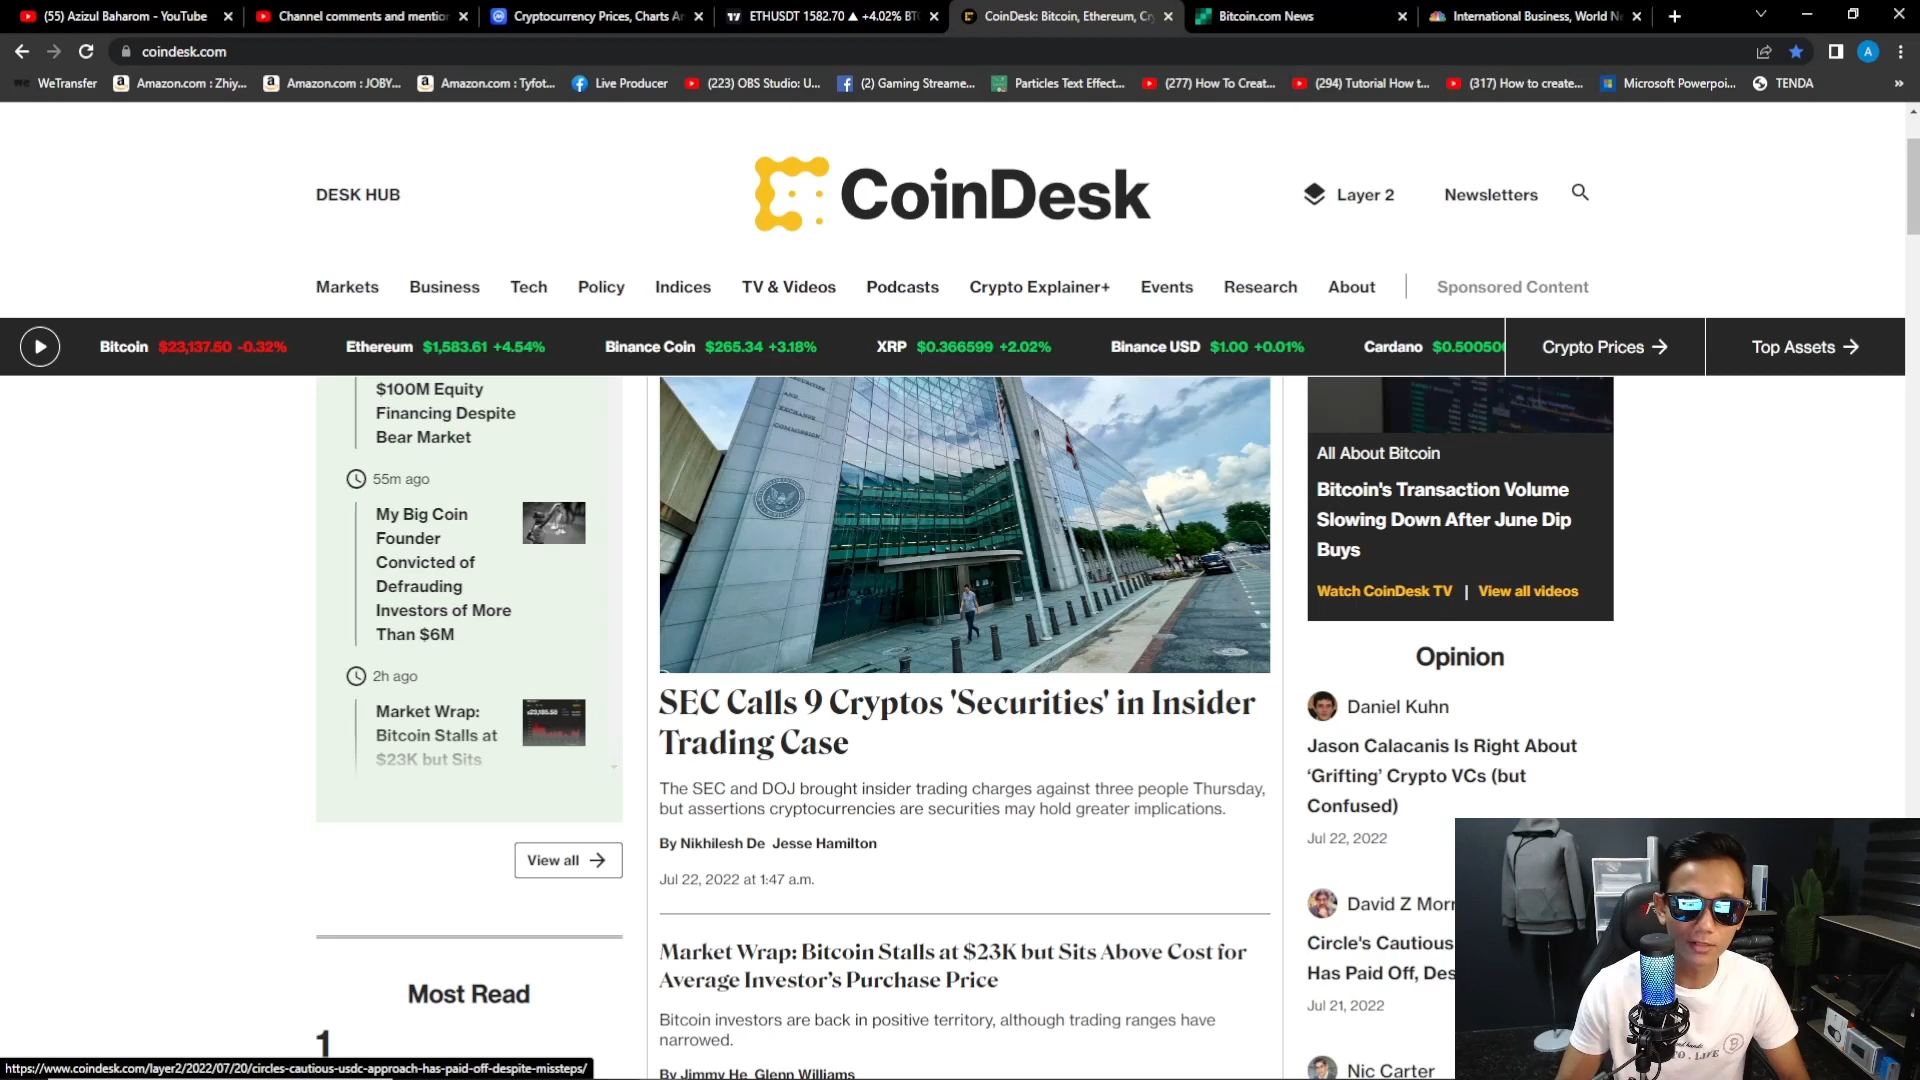 (55) Azizul Baharom - YouTube
Channel comments and mentio
Cryptocurrency Prices, Charts A
ETHUSDT 1582.70 ▲ +4.02% BT
CoinDesk: Bitcoin, Ethereum, Cr
Bitcoin.com News
International Business, World N
coindesk.com
A
WeTransfer
Amazon.com : Zhiy...
Amazon.com : JOBY...
Amazon.com : Tyfot...
Live Producer
(223) OBS Studio: U...
(2) Gaming Streame...
Particles Text Effect...
(277) How To Creat...
(294) Tutorial How t...
(317) How to create...
Microsoft Powerpoi...
TENDA
DESK HUB
CoinDesk
Layer 2
Newsletters
Markets
Business
Tech
Policy
Indices
TV & Videos
Podcasts
Crypto Explainer+
Events
Research
About
Sponsored Content
Bitcoin $23,137.50 -0.32%
Ethereum $1,583.61 +4.54%
Binance Coin $265.34 +3.18%
XRP $0.366599 +2.02%
Binance USD $1.00 +0.01%
Cardano $0.50050
Crypto Prices →
Top Assets →
$100M Equity
Financing Despite
Bear Market
55m ago
My Big Coin
Founder
Convicted of
Defrauding
Investors of More
Than $6M
2h ago
Market Wrap:
Bitcoin Stalls at
$23K but Sits
View all →
Most Read
1
SECURITIES
AND
EXCHANGE
COMMISSION
SEC Calls 9 Cryptos 'Securities' in Insider
Trading Case
The SEC and DOJ brought insider trading charges against three people Thursday,
but assertions cryptocurrencies are securities may hold greater implications.
By Nikhilesh De Jesse Hamilton
Jul 22, 2022 at 1:47 a.m.
Market Wrap: Bitcoin Stalls at $23K but Sits Above Cost for
Average Investor’s Purchase Price
Bitcoin investors are back in positive territory, although trading ranges have
narrowed.
By Jimmy He Glenn Williams
All About Bitcoin
Bitcoin's Transaction Volume
Slowing Down After June Dip
Buys
Watch CoinDesk TV | View all videos
Opinion
Daniel Kuhn
Jason Calacanis Is Right About
‘Grifting’ Crypto VCs (but
Confused)
Jul 22, 2022
David Z Morr
Circle's Cautious
Has Paid Off, Des
Jul 21, 2022
Nic Carter
https://www.coindesk.com/layer2/2022/07/20/circles-cautious-usdc-approach-has-paid-off-despite-missteps/